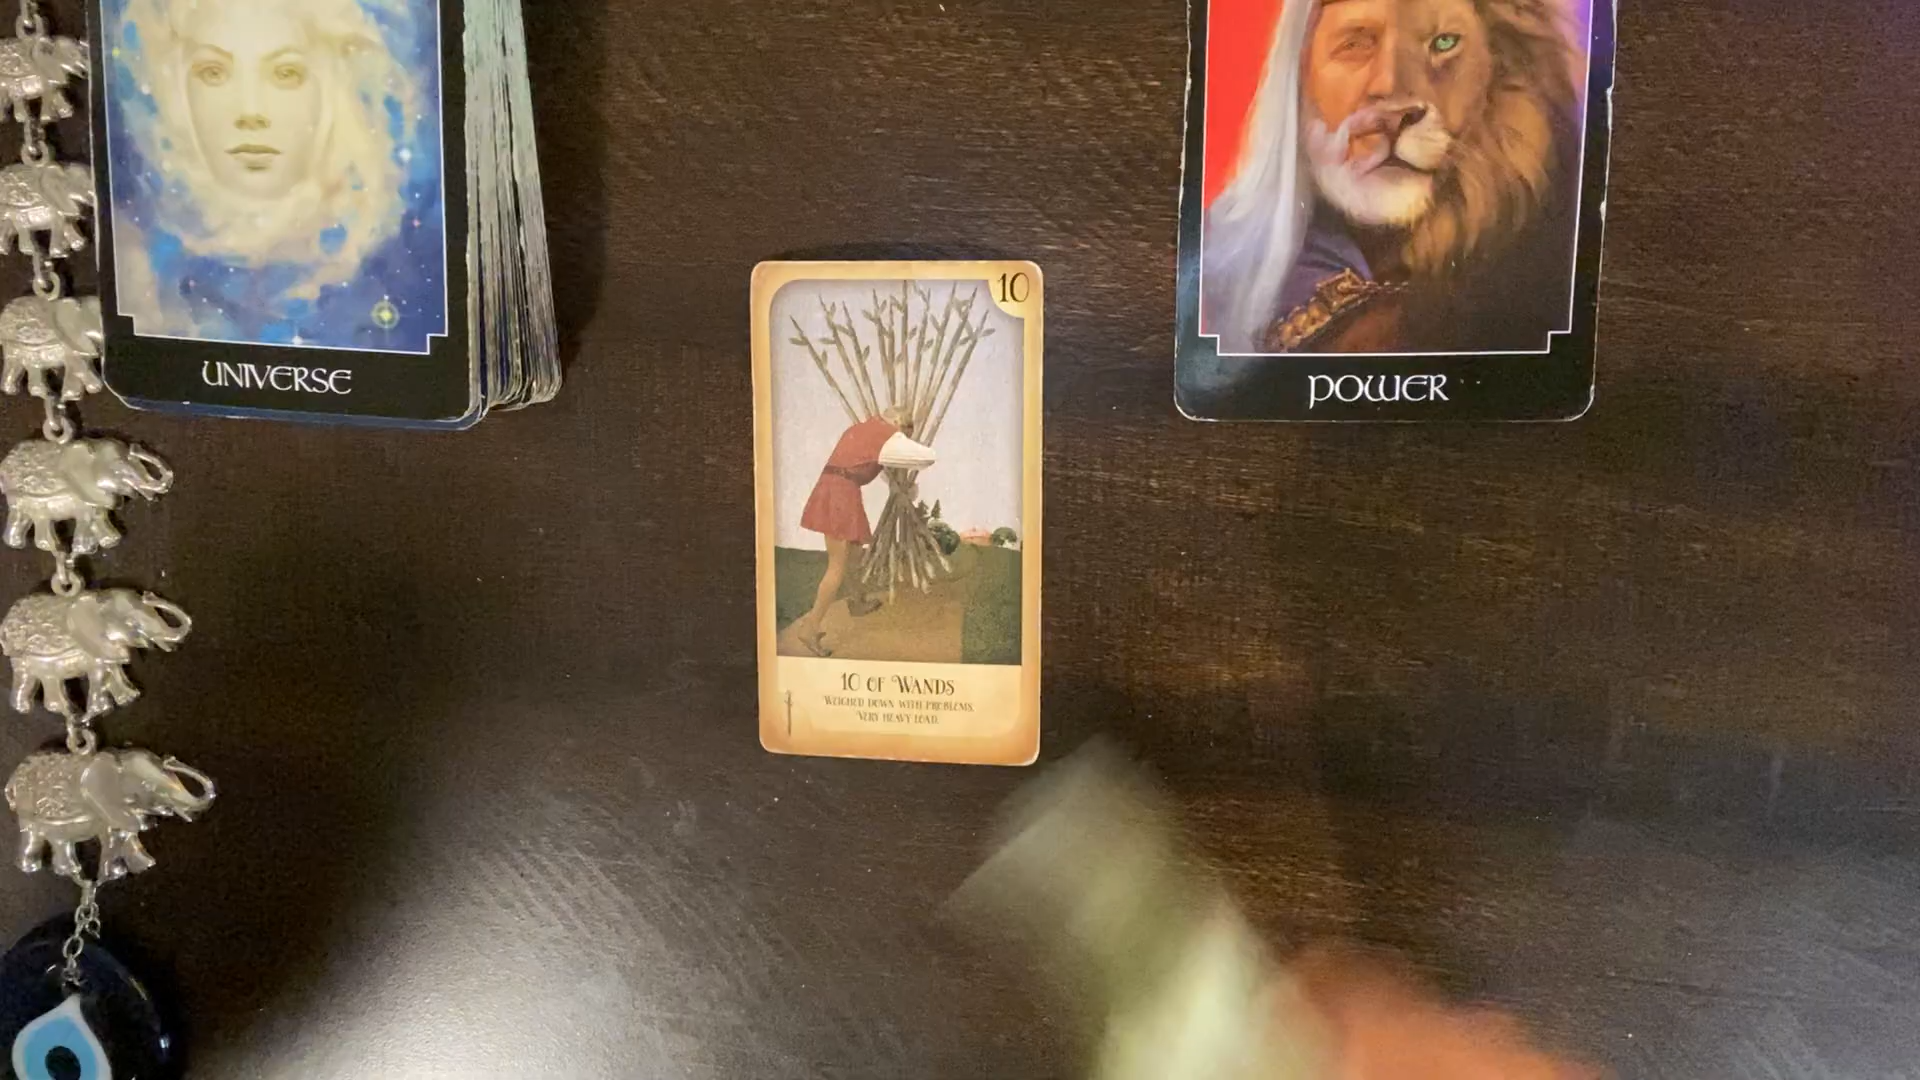 UNIVERSE
POWER
10
10 OF WANDS
WEIGHED DOWN WITH PROBLEMS.
VERY HEAVY LOAD.